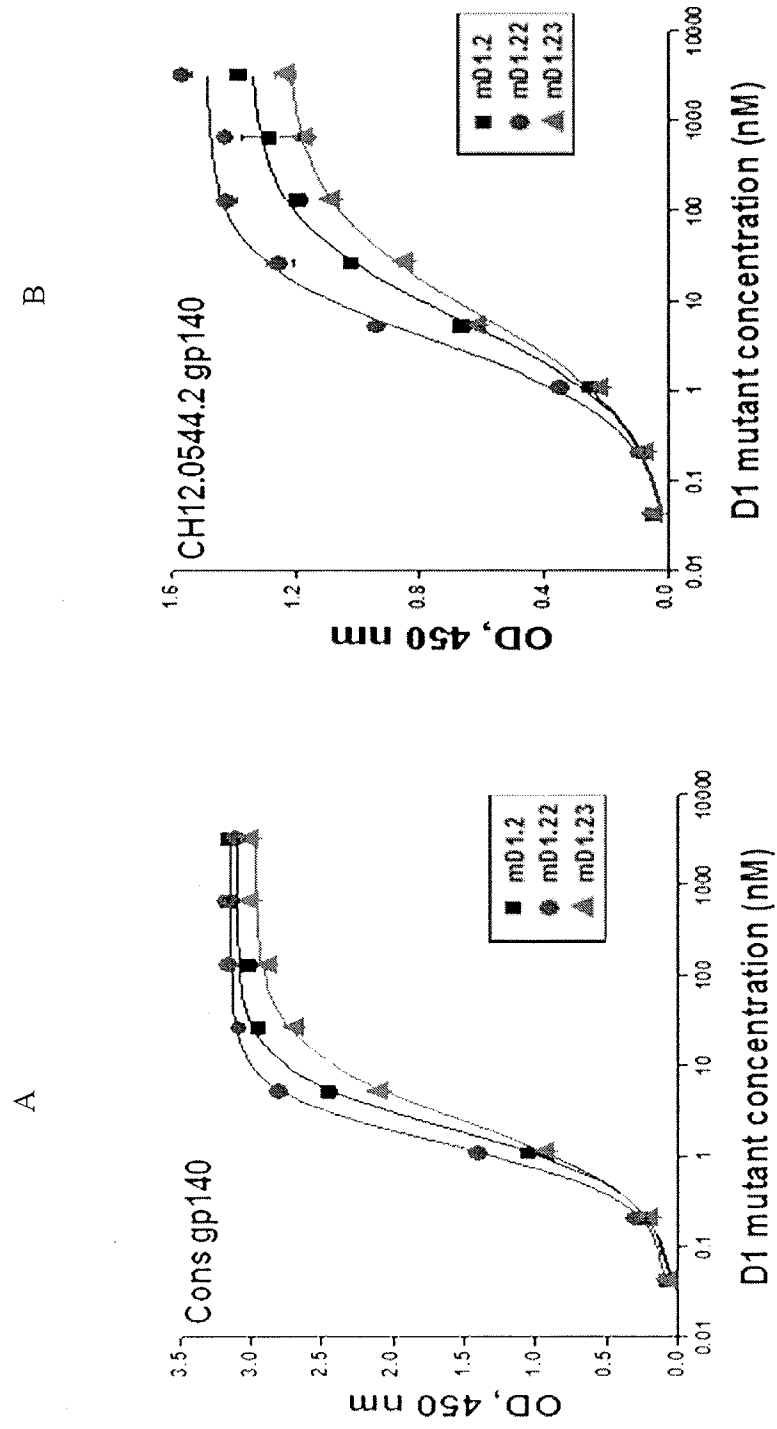 A
Cons gp140
OD, 450 nm
3.5
3.0
2.5
2.0
1.5
1.0
0.5
0.0
0.01
0.1
1
10
100
1000
10000
D1 mutant concentration (nM)
mD1.2
mD1.22
mD1.23
B
CH12.0544.2 gp140
OD, 450 nm
1.6
1.2
0.8
0.4
0.0
0.01
0.1
1
10
100
1000
10000
D1 mutant concentration (nM)
mD1.2
mD1.22
mD1.23